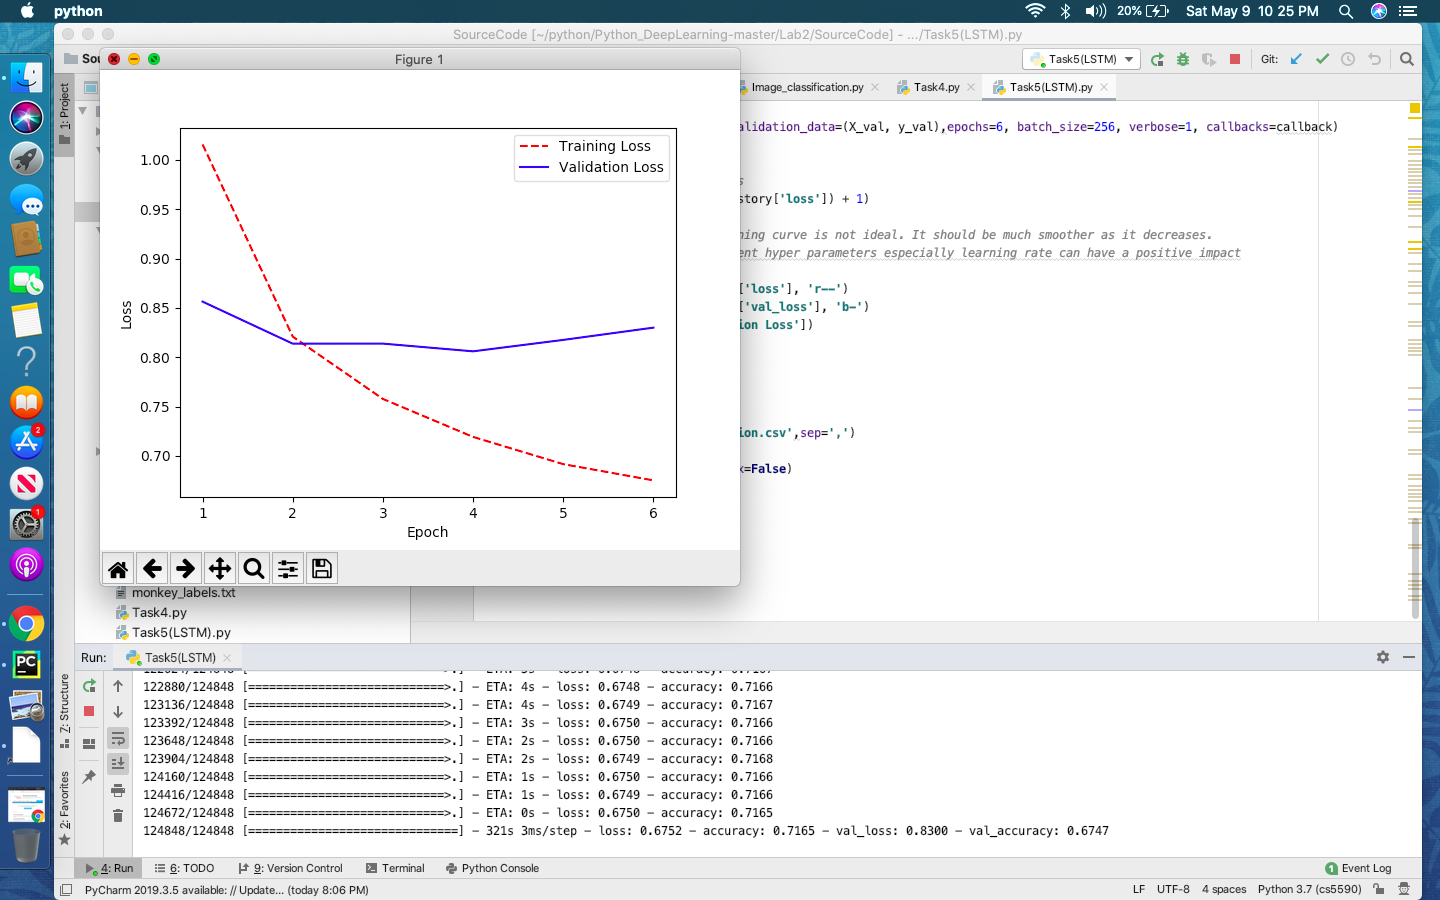 python
20%
Sat May 9 10 25 PM
SourceCode [~/python/Python_DeepLearning-master/Lab2/SourceCode] - .../Task5(LSTM).py
Figure 1
Task5(LSTM)
Git:
Image_classification.py
Task4.py
Task5(LSTM).py
1: Project
Training Loss
Validation Loss
1.00
0.95
0.90
0.85
0.80
0.75
0.70
Loss
1 2 3 4 5 6
Epoch
alidation_data=(X_val, y_val),epochs=6, batch_size=256, verbose=1, callbacks=callback)
story['loss']) + 1)
ning curve is not ideal. It should be much smoother as it decreases.
ent hyper parameters especially learning rate can have a positive impact
['loss'], 'r--')
['val_loss'], 'b-')
ion Loss'])
ion.csv',sep=',')
x=False)
monkey_labels.txt
Task4.py
Task5(LSTM).py
Run:
Task5(LSTM)
122880/124848 [============================>.] - ETA: 4s - loss: 0.6748 - accuracy: 0.7166
123136/124848 [============================>.] - ETA: 4s - loss: 0.6749 - accuracy: 0.7167
123392/124848 [============================>.] - ETA: 3s - loss: 0.6750 - accuracy: 0.7166
123648/124848 [============================>.] - ETA: 2s - loss: 0.6750 - accuracy: 0.7166
123904/124848 [============================>.] - ETA: 2s - loss: 0.6749 - accuracy: 0.7168
124160/124848 [============================>.] - ETA: 1s - loss: 0.6750 - accuracy: 0.7166
124416/124848 [============================>.] - ETA: 1s - loss: 0.6749 - accuracy: 0.7166
124672/124848 [============================>.] - ETA: 0s - loss: 0.6750 - accuracy: 0.7165
124848/124848 [==============================] - 321s 3ms/step - loss: 0.6752 - accuracy: 0.7165 - val_loss: 0.8300 - val_accuracy: 0.6747
Z: Structure
2: Favorites
4: Run
6: TODO
9: Version Control
Terminal
Python Console
1 Event Log
PyCharm 2019.3.5 available: // Update... (today 8:06 PM)
LF
UTF-8
4 spaces
Python 3.7 (cs5590)